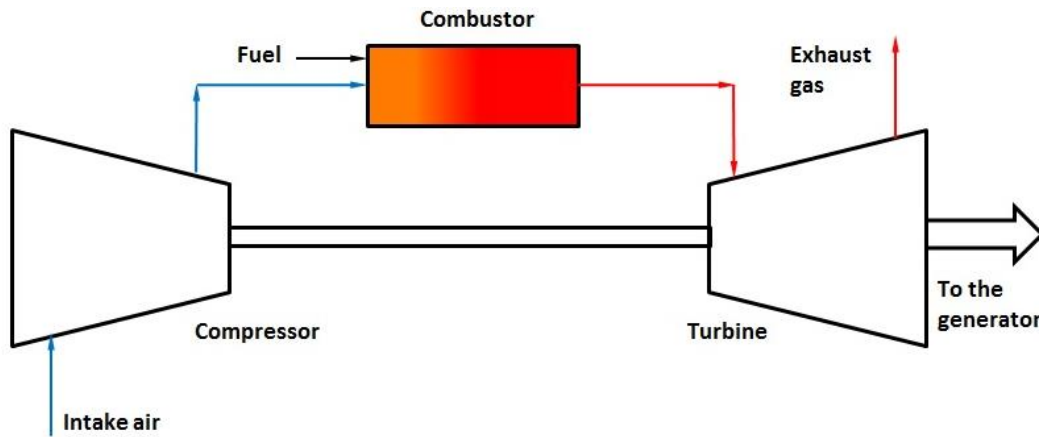 Combustor
Fuel
Exhaust
gas
Compressor
Turbine
To the
generator
Intake air